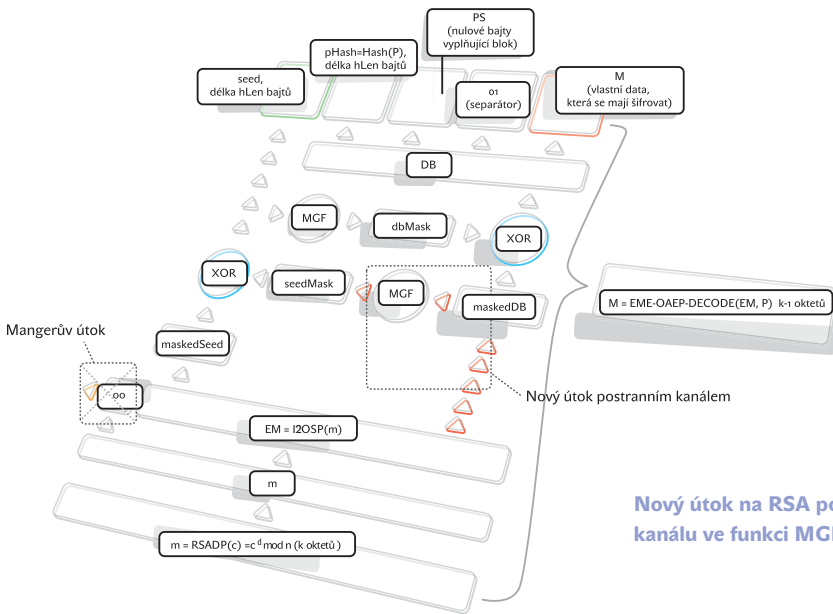 PS
(nulové bajty
vyplňující blok)
pHash=Hash(P),
délka hLen bajtů
seed,
délka hLen bajtů
01
(separátor)
M
(vlastní data,
která se mají šifrovat)
DB
MGF
dbMask
XOR
XOR
seedMask
MGF
maskedDB
M = EME-OAEP-DECODE(EM, P) k-1 oktetů
Mangerův útok
maskedSeed
00
Nový útok postranním kanálem
EM = I2OSP(m)
m
m = RSADP(c) =c d mod n (k oktetů )
Nový útok na RSA po
kanálu ve funkci MG